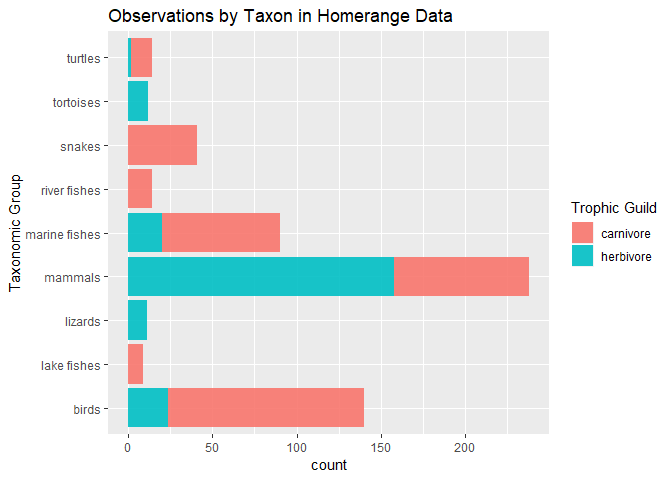 Observations by Taxon in Homerange Data
Taxonomic Group
turtles
tortoises
snakes
river fishes
marine fishes
mammals
lizards
lake fishes
birds
0 50 100 150 200
count
Trophic Guild
carnivore
herbivore